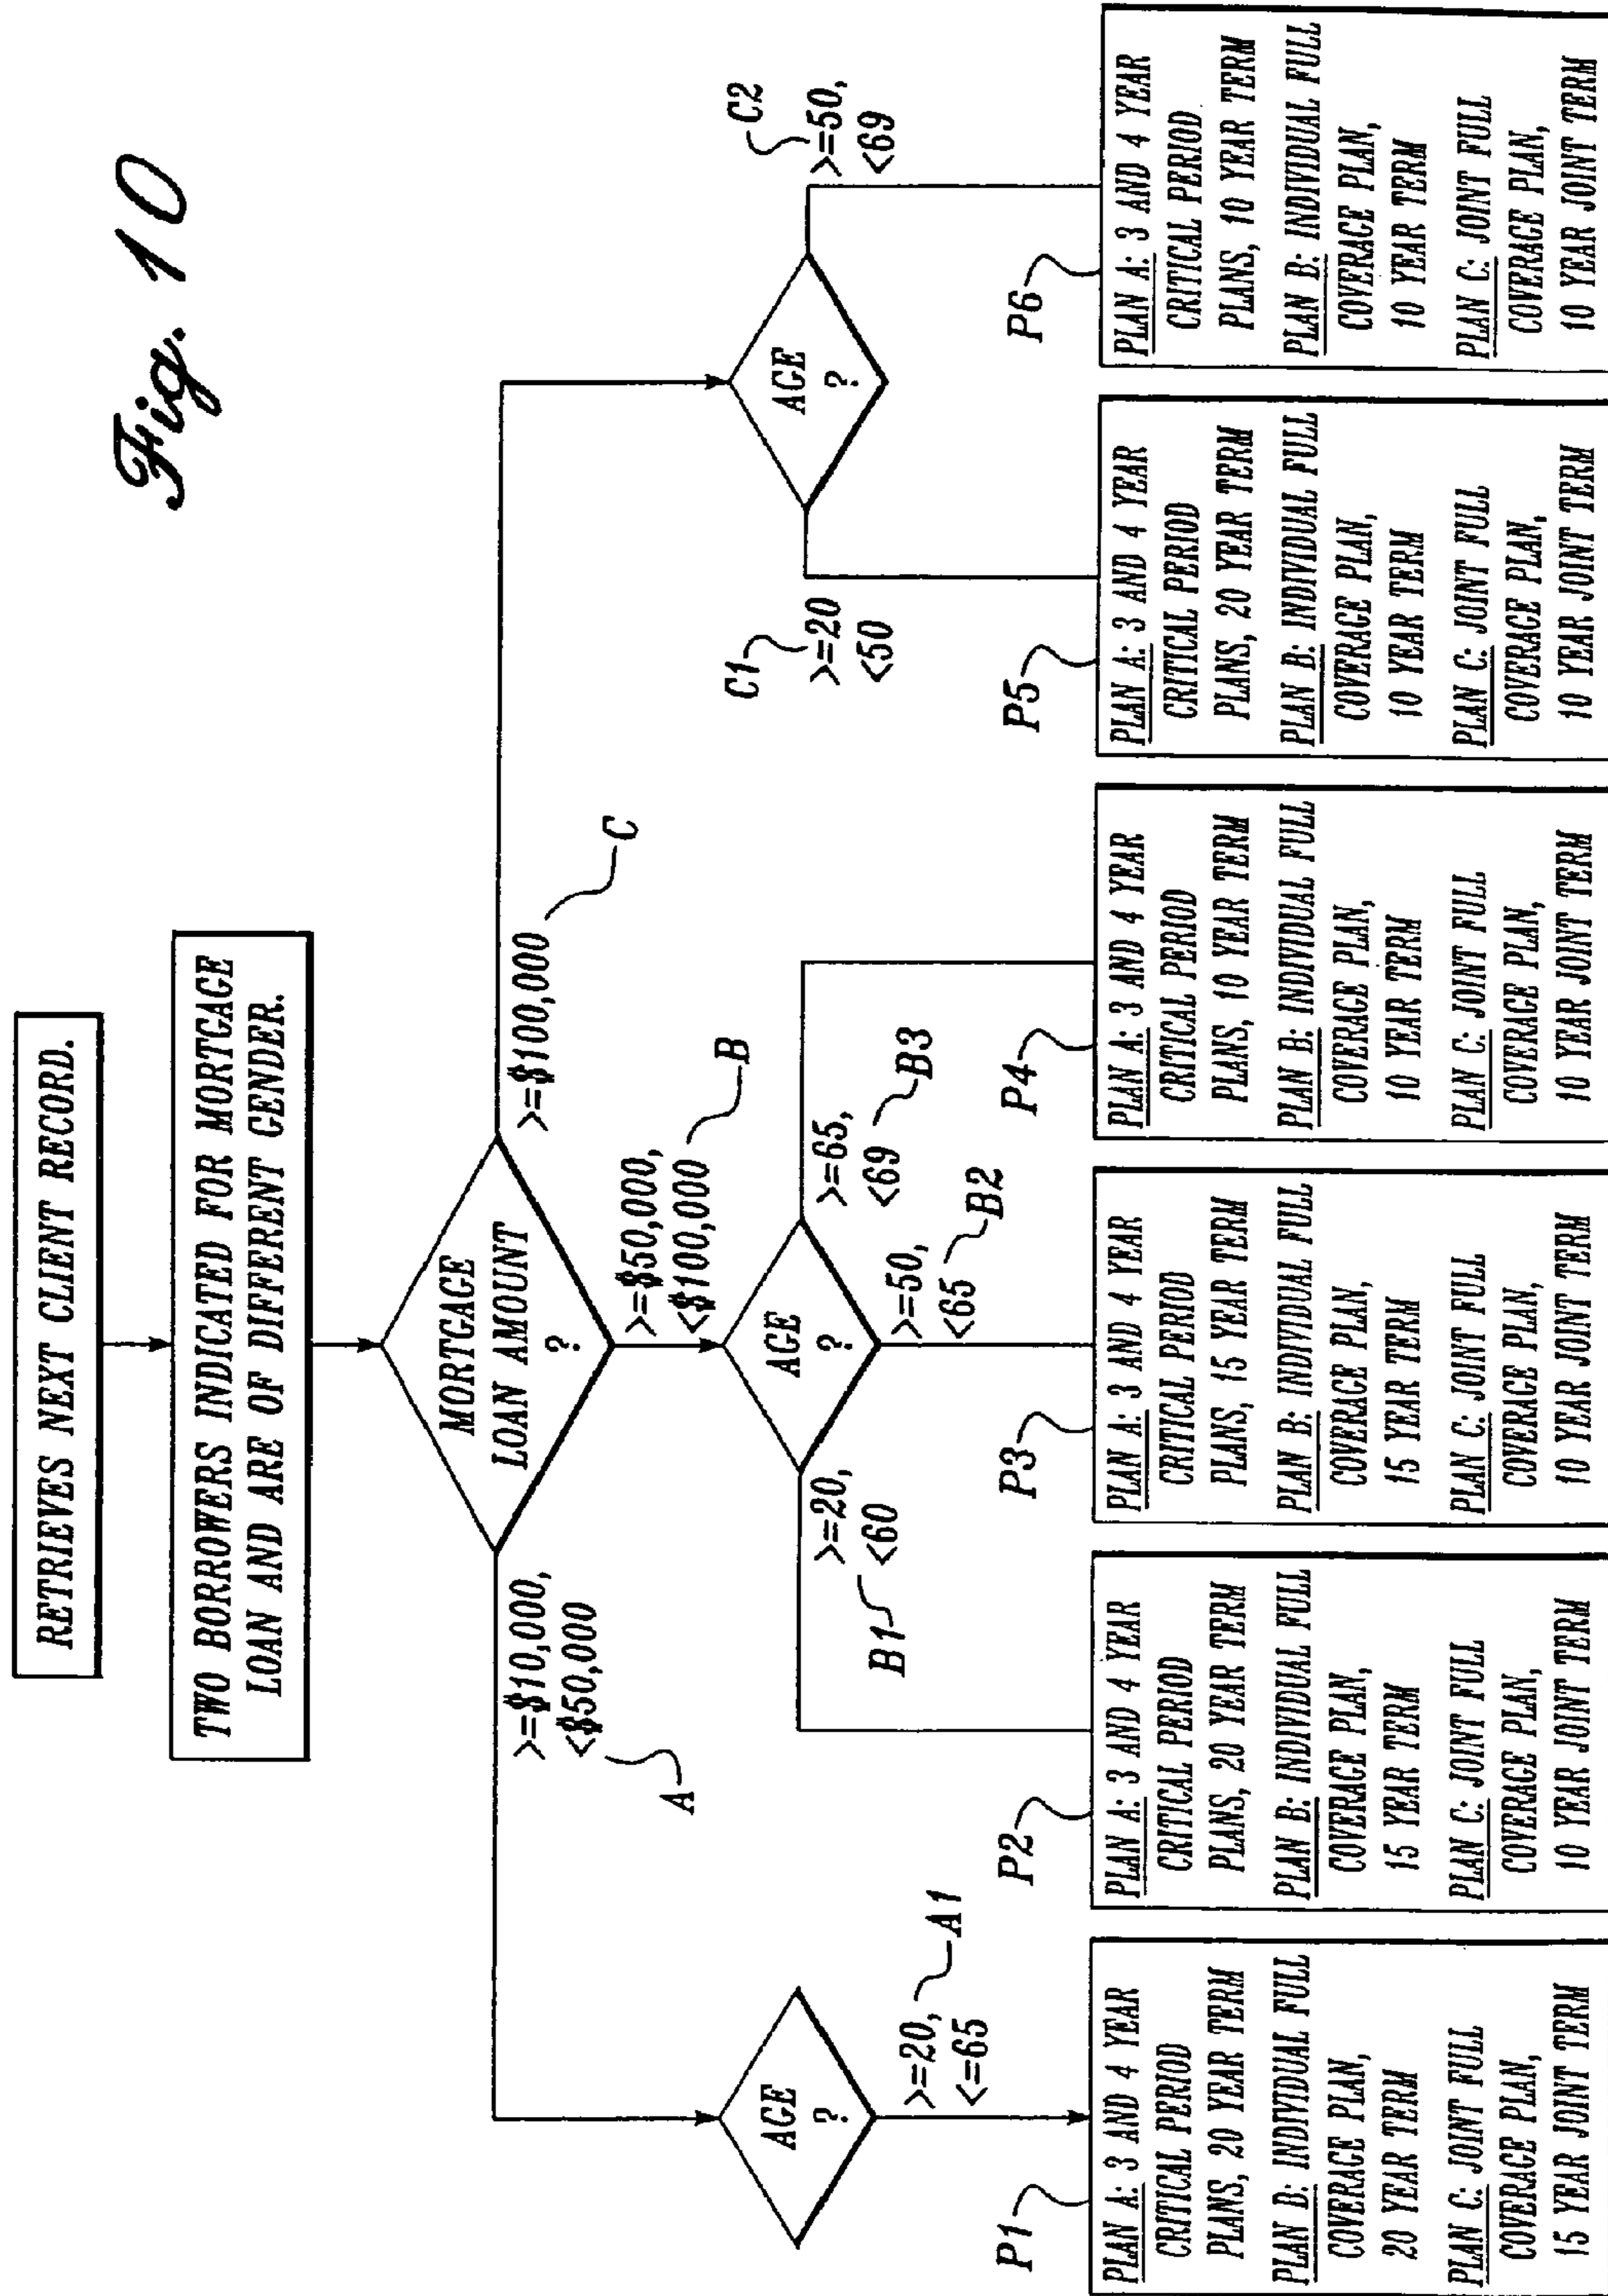 Fig. 10
RETRIEVES NEXT CLIENT RECORD.
TWO BORROWERS INDICATED FOR MORTGAGE
LOAN AND ARE OF DIFFERENT GENDER.
MORTGAGE
LOAN AMOUNT
?
>=$10,000,
<$50,000
A
>=$50,000,
<$100,000
B
>=$100,000
C
AGE
?
>=20,
<=65
A1
AGE
?
>=20,
<60
B1
>=50,
<65
B2
>=65,
<69
B3
AGE
?
C1
>=20
<50
C2
>=50,
<69
P1
PLAN A: 3 AND 4 YEAR
CRITICAL PERIOD
PLANS, 20 YEAR TERM
PLAN B: INDIVIDUAL FULL
COVERAGE PLAN,
20 YEAR TERM
PLAN C: JOINT FULL
COVERAGE PLAN,
15 YEAR JOINT TERM
P2
PLAN A: 3 AND 4 YEAR
CRITICAL PERIOD
PLANS, 20 YEAR TERM
PLAN B: INDIVIDUAL FULL
COVERAGE PLAN,
15 YEAR TERM
PLAN C: JOINT FULL
COVERAGE PLAN,
10 YEAR JOINT TERM
P3
PLAN A: 3 AND 4 YEAR
CRITICAL PERIOD
PLANS, 15 YEAR TERM
PLAN B: INDIVIDUAL FULL
COVERAGE PLAN,
15 YEAR TERM
PLAN C: JOINT FULL
COVERAGE PLAN,
10 YEAR JOINT TERM
P4
PLAN A: 3 AND 4 YEAR
CRITICAL PERIOD
PLANS, 10 YEAR TERM
PLAN B: INDIVIDUAL FULL
COVERAGE PLAN,
10 YEAR TERM
PLAN C: JOINT FULL
COVERAGE PLAN,
10 YEAR JOINT TERM
P5
PLAN A: 3 AND 4 YEAR
CRITICAL PERIOD
PLANS, 20 YEAR TERM
PLAN B: INDIVIDUAL FULL
COVERAGE PLAN,
10 YEAR TERM
PLAN C: JOINT FULL
COVERAGE PLAN,
10 YEAR JOINT TERM
P6
PLAN A: 3 AND 4 YEAR
CRITICAL PERIOD
PLANS, 10 YEAR TERM
PLAN B: INDIVIDUAL FULL
COVERAGE PLAN,
10 YEAR TERM
PLAN C: JOINT FULL
COVERAGE PLAN,
10 YEAR JOINT TERM